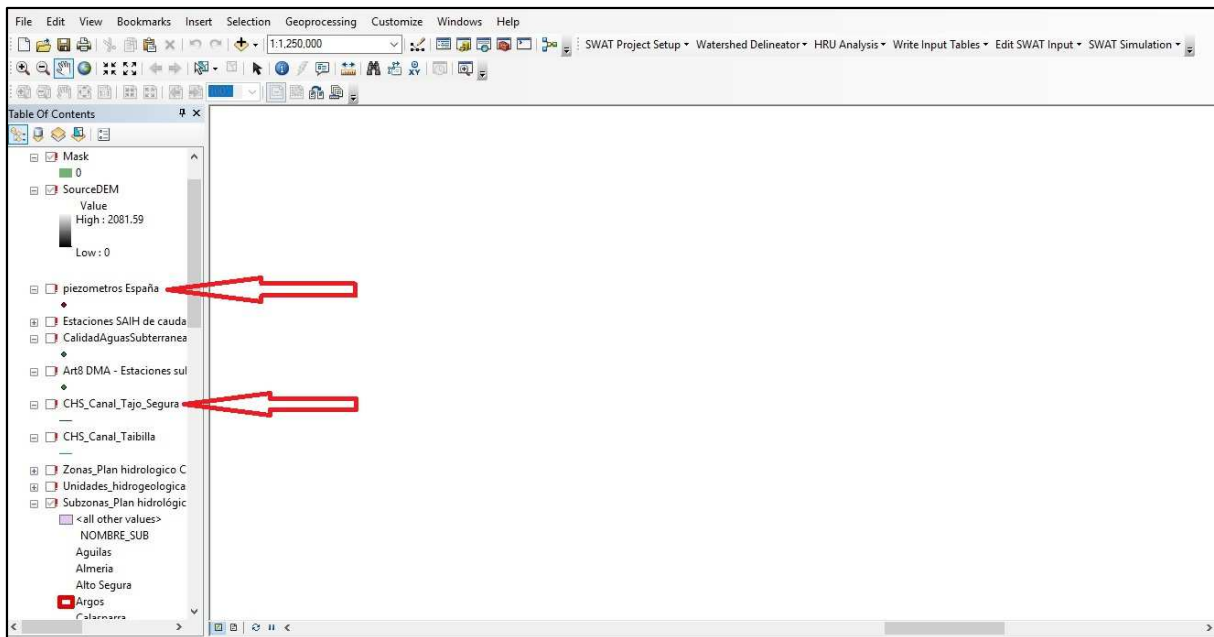 File Edit View Bookmarks Insert Selection Geoprocessing Customize Windows Help
1:1,250,000 SWAT Project Setup Watershed Delineator HRU Analysis Write Input Tables Edit SWAT Input SWAT Simulation
Table Of Contents
Mask
0
SourceDEM
Value
High : 2081.59
Low : 0
piezometros España
Estaciones SAIH de cauda
CalidadAguasSubterranea
Art8 DMA - Estaciones sul
CHS_Canal_Tajo_Segura
CHS_Canal_Taibilla
Zonas_Plan hidrologico C
Unidades_hidrogeologica
Subzonas_Plan hidrológic
<all other values>
NOMBRE_SUB
Aguilas
Almeria
Alto Segura
Argos
Calasparra